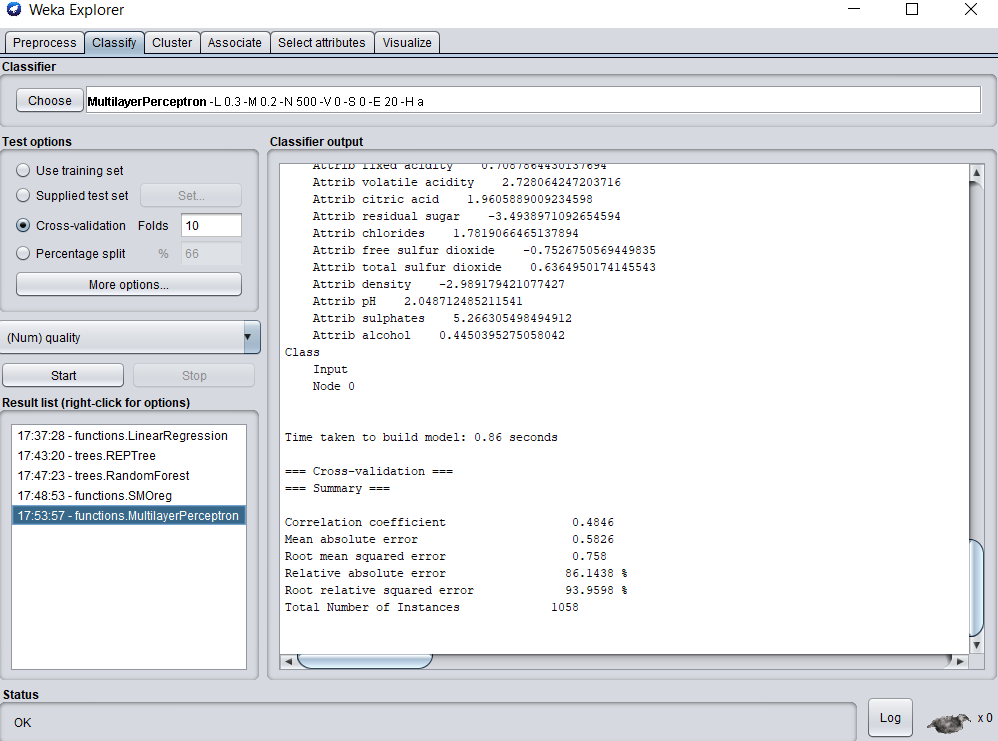 Weka Explorer
Preprocess Classify Cluster Associate Select attributes Visualize
Classifier
Choose MultilayerPerceptron -L 0.3 -M 0.2 -N 500 -V 0 -S 0 -E 20 -H a
Test options
Use training set
Supplied test set Set...
Cross-validation Folds 10
Percentage split % 66
More options...
(Num) quality
Start Stop
Result list (right-click for options)
17:37:28 - functions.LinearRegression
17:43:20 - trees.REPTree
17:47:23 - trees.RandomForest
17:48:53 - functions.SMOreg
17:53:57 - functions.MultilayerPerceptron
Classifier output
Attrib fixed acidity 0.7087864430137694
Attrib volatile acidity 2.728064247203716
Attrib citric acid 1.9605889009234598
Attrib residual sugar -3.4938971092654594
Attrib chlorides 1.7819066465137894
Attrib free sulfur dioxide -0.7526750569449835
Attrib total sulfur dioxide 0.6364950174145543
Attrib density -2.989179421077427
Attrib pH 2.048712485211541
Attrib sulphates 5.266305498494912
Attrib alcohol 0.4450395275058042
Class
Input
Node 0
Time taken to build model: 0.86 seconds
=== Cross-validation ===
=== Summary ===
Correlation coefficient 0.4846
Mean absolute error 0.5826
Root mean squared error 0.758
Relative absolute error 86.1438 %
Root relative squared error 93.9598 %
Total Number of Instances 1058
Status
OK
Log x 0